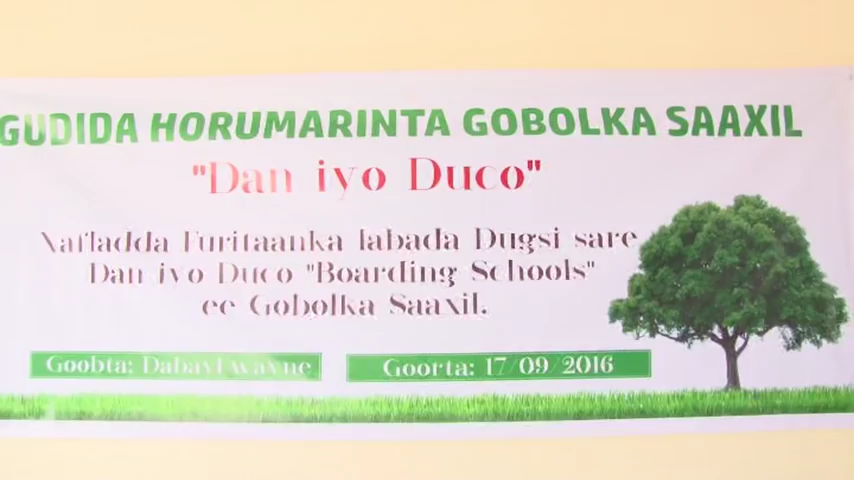 GUDIDA HORUMARINTA GOBOLKA SAAXIL
"Dan iyo Duco"
Xafladda Furitaanka labada Dugsi sare
Dan iyo Duco "Boarding Schools"
ee Gobolka Saaxil.
Goobta:
Goorta: 17/09/2016